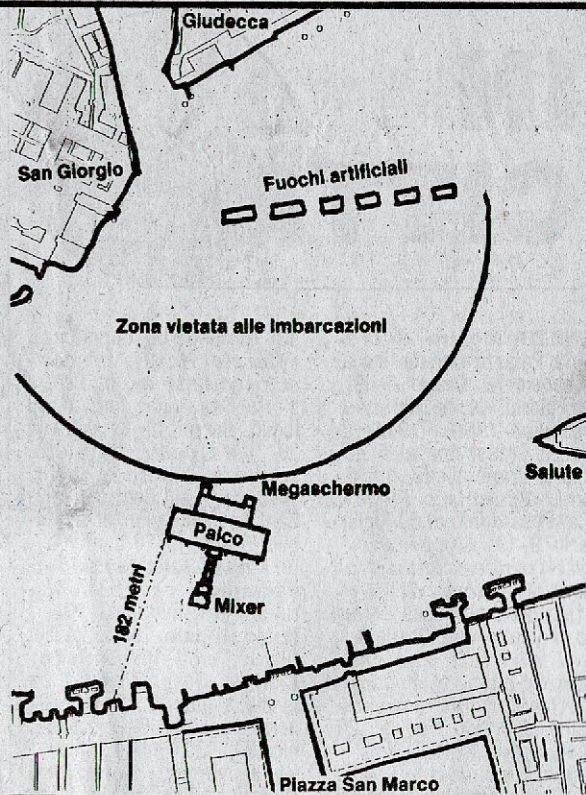 Giudecca
San Giorgio
Fuochi artificiali
Zona vietata alle imbarcazioni
Salute
Megaschermo
Palco
182 metri
Mixer
Piazza San Marco